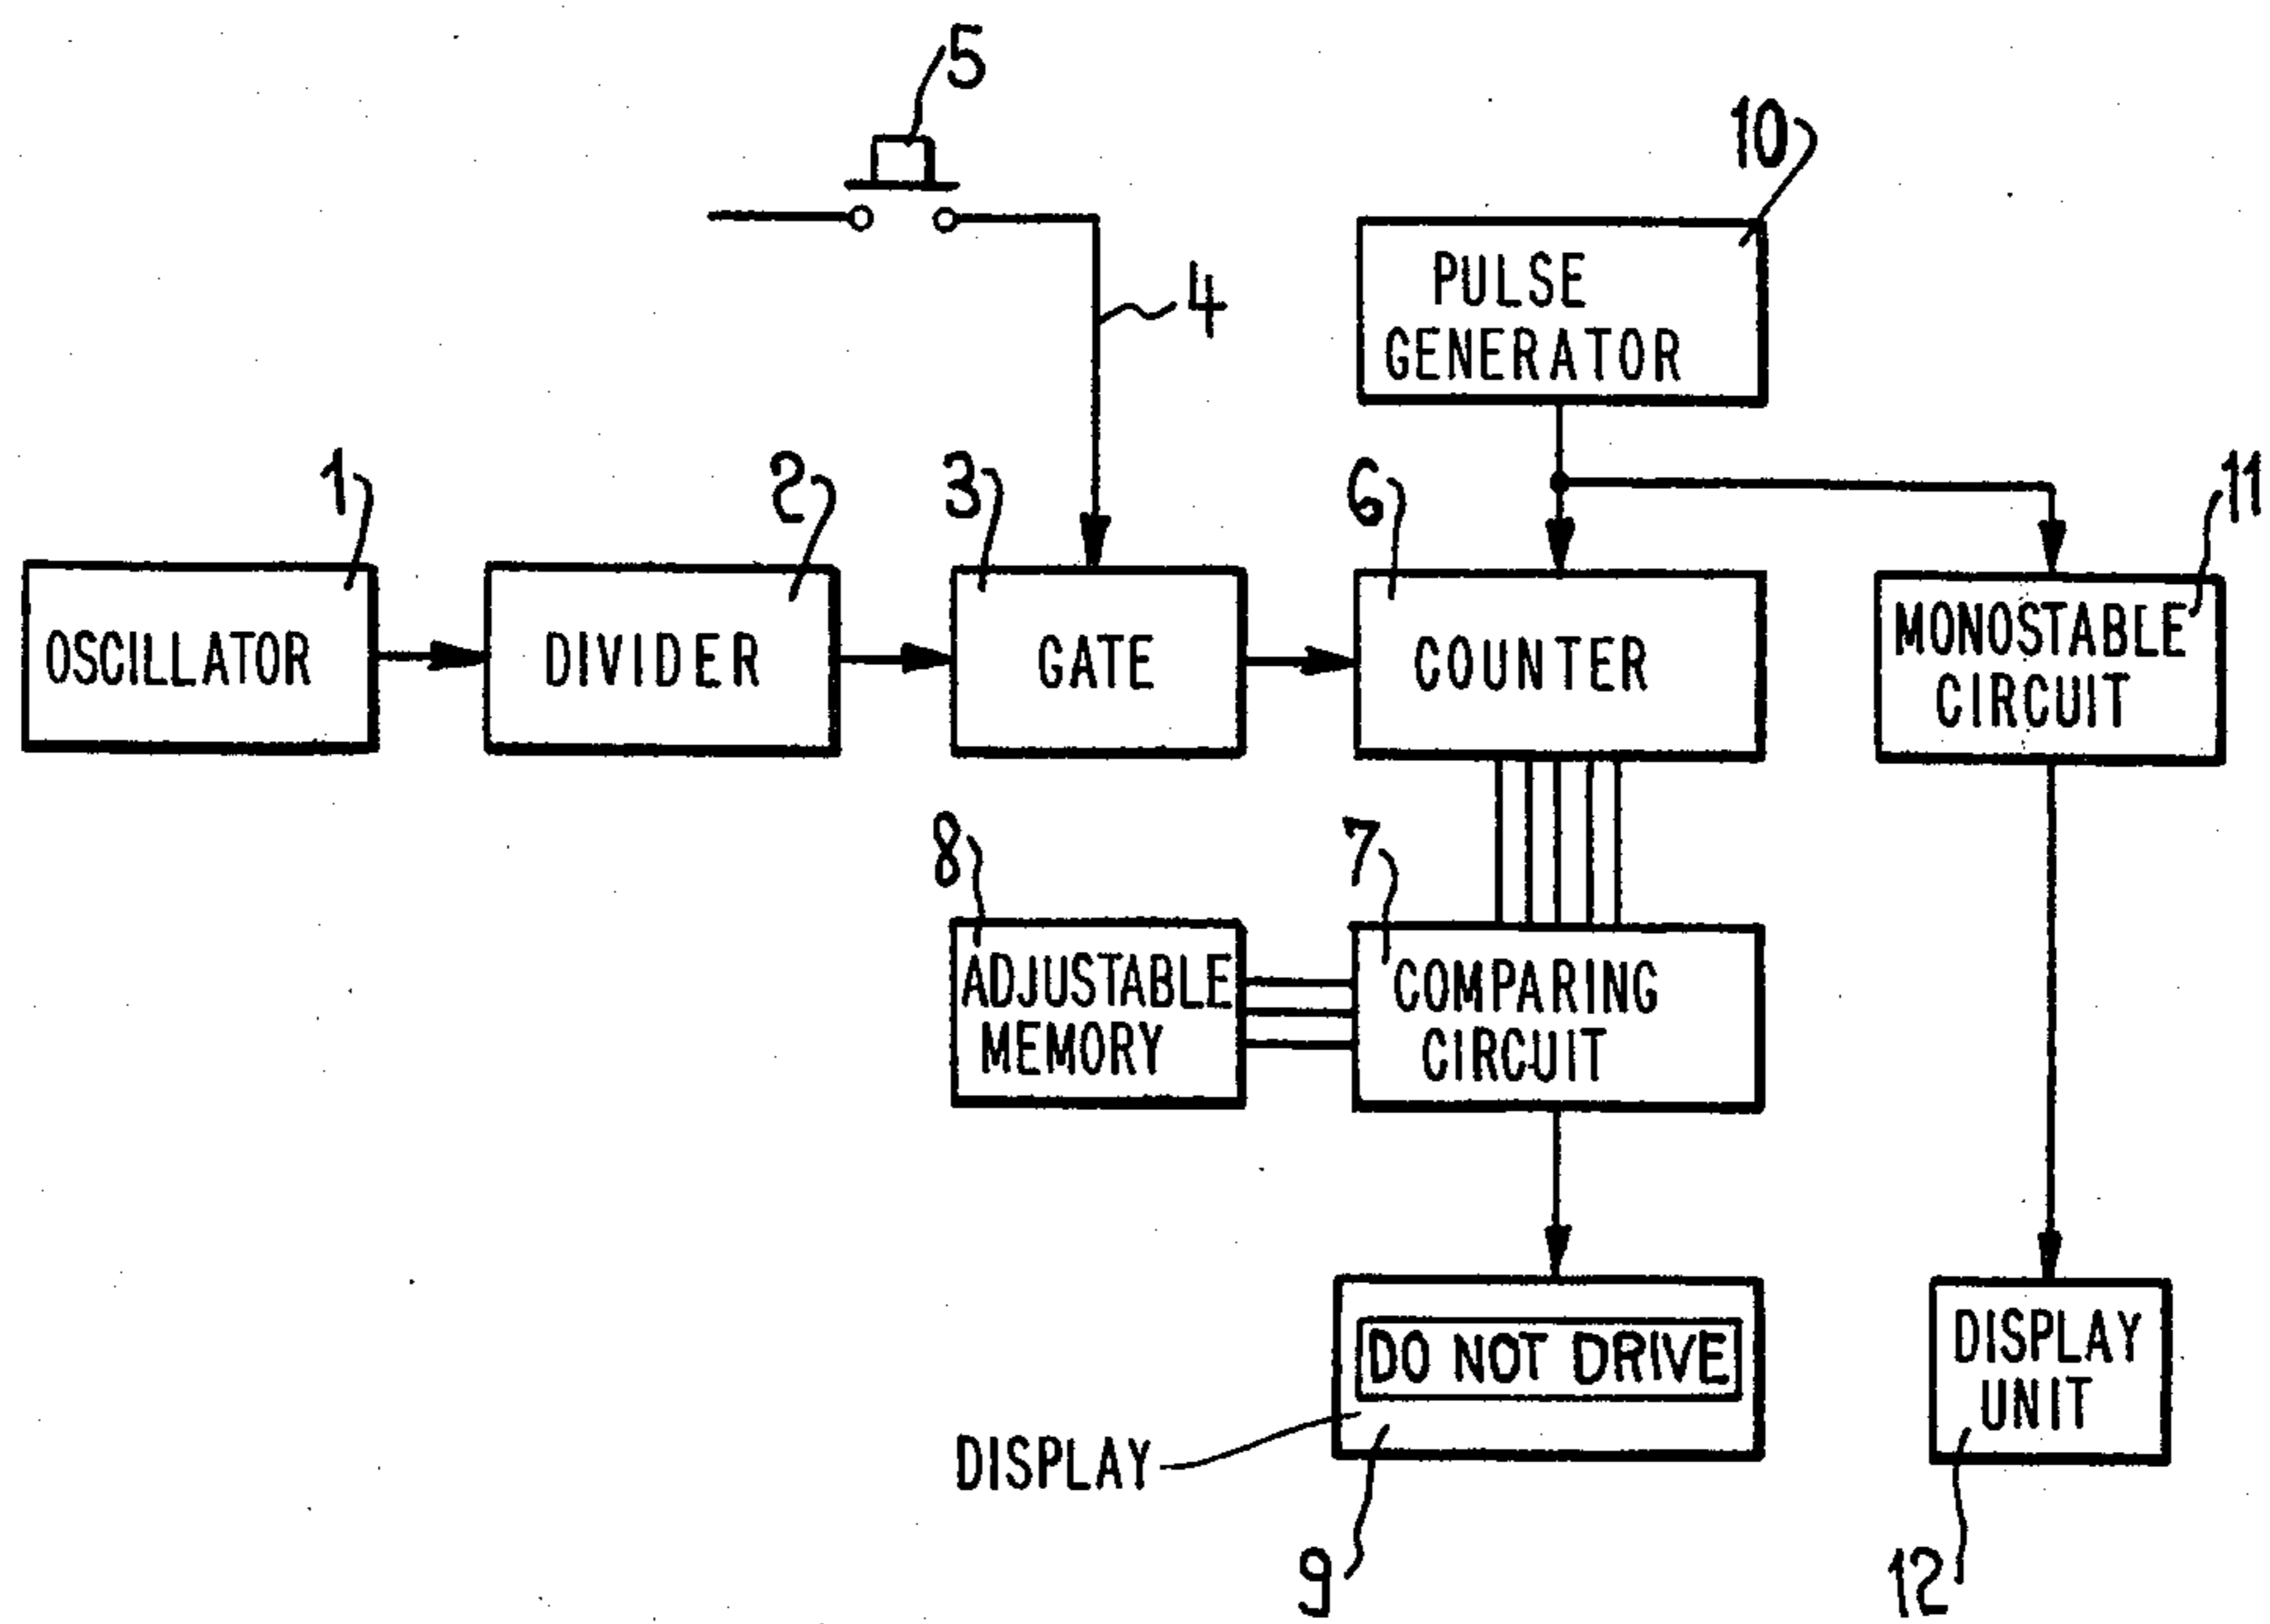 5
10
PULSE
GENERATOR
4
1
2
3
6
11
OSCILLATOR
DIVIDER
GATE
COUNTER
MONOSTABLE
CIRCUIT
8
7
ADJUSTABLE
MEMORY
COMPARING
CIRCUIT
DO NOT DRIVE
DISPLAY
9
DISPLAY
UNIT
12